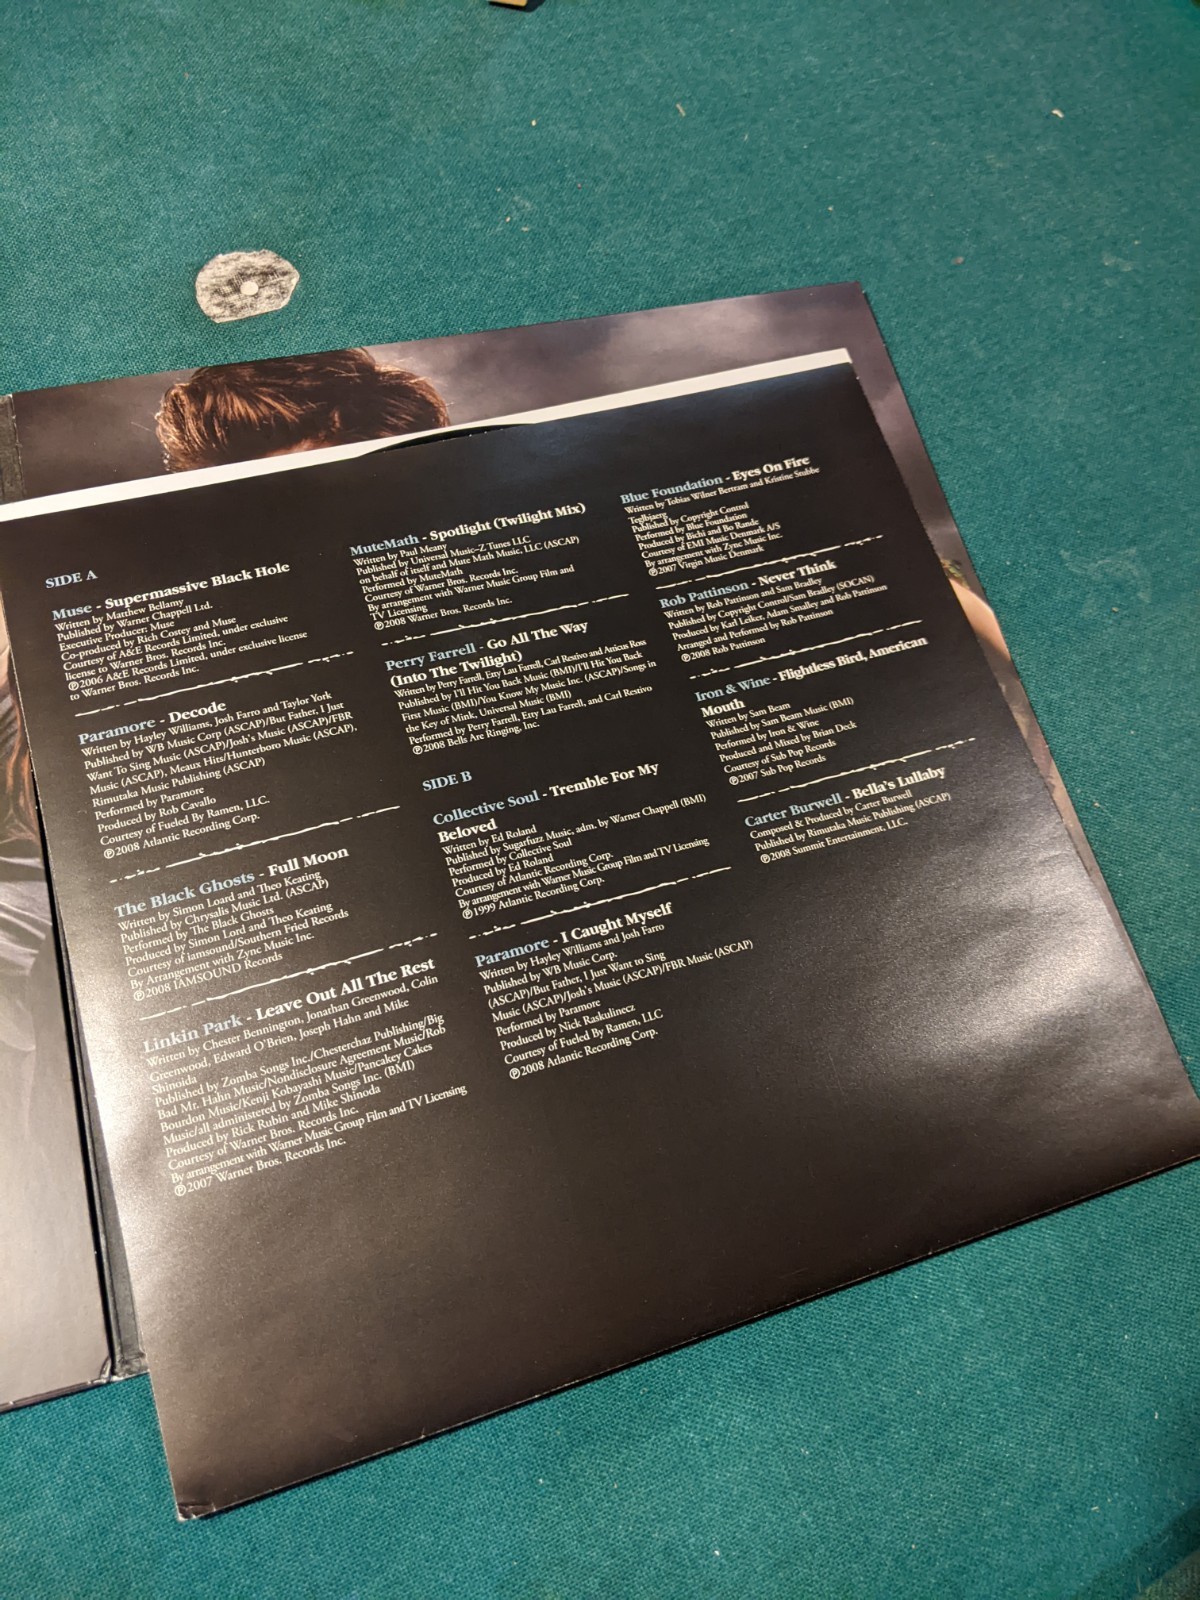 SIDE A
Muse - Supermassive Black Hole
Written by Matthew Bellamy
Published by Warner Chappell Ltd.
Executive Producer: Muse
Co-produced by Rich Costey and Muse
Courtesy of A&E Records Limited, under exclusive
license to Warner Bros. Records Inc.
℗2006 A&E Records Limited, under exclusive license
to Warner Bros. Records Inc.
Paramore - Decode
Written by Hayley Williams, Josh Farro and Taylor York
Published by WB Music Corp (ASCAP)/But Father, I Just
Want To Sing Music (ASCAP)/Josh's Music (ASCAP)/FBR
Music (ASCAP), Meaux Hits/Hunterboro Music (ASCAP),
Rimutaka Music Publishing (ASCAP)
Performed by Paramore
Produced by Rob Cavallo
Courtesy of Fueled By Ramen, LLC.
℗2008 Atlantic Recording Corp.
The Black Ghosts - Full Moon
Written by Simon Loard and Theo Keating
Published by Chrysalis Music Ltd. (ASCAP)
Performed by The Black Ghosts
Produced by Simon Lord and Theo Keating
Courtesy of iamsound/Southern Fried Records
By Arrangement with Zync Music Inc.
℗2008 IAMSOUND Records
Linkin Park - Leave Out All The Rest
Written by Chester Bennington, Jonathan Greenwood, Colin
Greenwood, Edward O'Brien, Joseph Hahn and Mike
Shinoida
Published by Zomba Songs Inc./Chesterchaz Publishing/Big
Bad Mr. Hahn Music/Nondisclosure Agreement Music/Rob
Bourdon Music/Kenji Kobayashi Music/Pancakey Cakes
Music/all administered by Zomba Songs Inc. (BMI)
Produced by Rick Rubin and Mike Shinoda
Courtesy of Warner Bros. Records Inc.
By arrangement with Warner Music Group Film and TV Licensing
℗2007 Warner Bros. Records Inc.
MuteMath - Spotlight (Twilight Mix)
Written by Paul Meany
Published by Universal Music–Z Tunes LLC
on behalf of itself and Mute Math Music, LLC (ASCAP)
Performed by MuteMath
Courtesy of Warner Bros. Records Inc.
By arrangement with Warner Music Group Film and
TV Licensing
℗2008 Warner Bros. Records Inc.
Perry Farrell - Go All The Way
(Into The Twilight)
Written by Perry Farrell, Etty Lau Farrell, Carl Restivo and Atticus Ross
Published by I'll Hit You Back Music (BMI)/I'll Hit You Back
First Music (BMI)/You Know My Music Inc. (ASCAP)/Songs in
the Key of Mink, Universal Music (BMI)
Performed by Perry Farrell, Etty Lau Farrell, and Carl Restivo
℗2008 Bells Are Ringing, Inc.
SIDE B
Collective Soul - Tremble For My
Beloved
Written by Ed Roland
Published by Sugarfuzz Music, adm. by Warner Chappell (BMI)
Performed by Collective Soul
Produced by Ed Roland
Courtesy of Atlantic Recording Corp.
By arrangement with Warner Music Group Film and TV Licensing
℗1999 Atlantic Recording Corp.
Paramore - I Caught Myself
Written by Hayley Williams and Josh Farro
Published by WB Music Corp.
(ASCAP)/But Father, I Just Want to Sing
Music (ASCAP)/Josh's Music (ASCAP)/FBR Music (ASCAP)
Performed by Paramore
Produced by Nick Raskulinecz
Courtesy of Fueled By Ramen, LLC
℗2008 Atlantic Recording Corp.
Blue Foundation - Eyes On Fire
Written by Tobias Wilner Bertram and Kristine Stubbe
Teglbjaerg
Published by Copyright Control
Performed by Blue Foundation
Produced by Bichi and Bo Rande
Courtesy of EMI Music Denmark A/S
By arrangement with Zync Music Inc.
℗2007 Virgin Music Denmark
Rob Pattinson - Never Think
Written by Rob Pattinson and Sam Bradley
Published by Copyright Control/Sam Bradley (SOCAN)
Produced by Karl Leiker, Adam Smalley and Rob Pattinson
Arranged and Performed by Rob Pattinson
℗2008 Rob Pattinson
Iron & Wine - Flightless Bird, American
Mouth
Written by Sam Beam
Published by Sam Beam Music (BMI)
Performed by Iron & Wine
Produced and Mixed by Brian Deck
Courtesy of Sub Pop Records
℗2007 Sub Pop Records
Carter Burwell - Bella's Lullaby
Composed & Produced by Carter Burwell
Published by Rimutaka Music Publishing (ASCAP)
℗2008 Summit Entertainment, LLC.